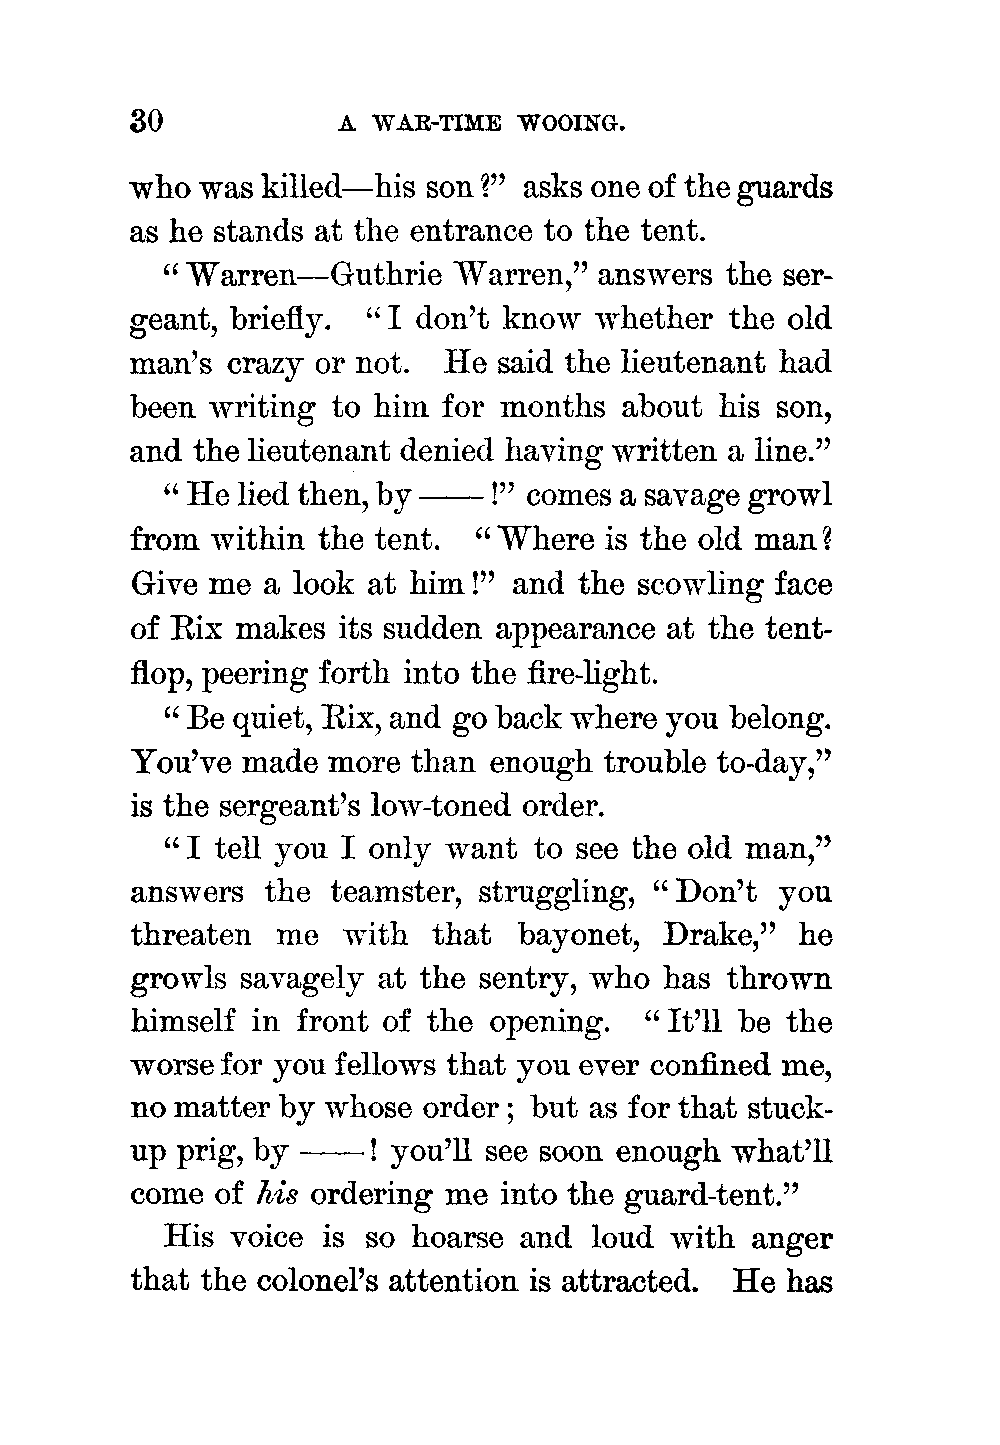 30 A WAR-TIME WOOING.
who was killed—his son?” asks one of the guards
as he stands at the entrance to the tent.
“Warren—Guthrie Warren,” answers the ser-
geant, briefly. “I don’t know whether the old
man’s crazy or not. He said the lieutenant had
been writing to him for months about his son,
and the lieutenant denied having written a line.”
“He lied then, by ——!” comes a savage growl
from within the tent. “Where is the old man?
Give me a look at him!” and the scowling face
of Rix makes its sudden appearance at the tent-
flop, peering forth into the fire-light.
“Be quiet, Rix, and go back where you belong.
You’ve made more than enough trouble to-day,”
is the sergeant’s low-toned order.
“I tell you I only want to see the old man,”
answers the teamster, struggling, “Don’t you
threaten me with that bayonet, Drake,” he
growls savagely at the sentry, who has thrown
himself in front of the opening. “It’ll be the
worse for you fellows that you ever confined me,
no matter by whose order; but as for that stuck-
up prig, by ——! you’ll see soon enough what’ll
come of his ordering me into the guard-tent.”
His voice is so hoarse and loud with anger
that the colonel’s attention is attracted. He has